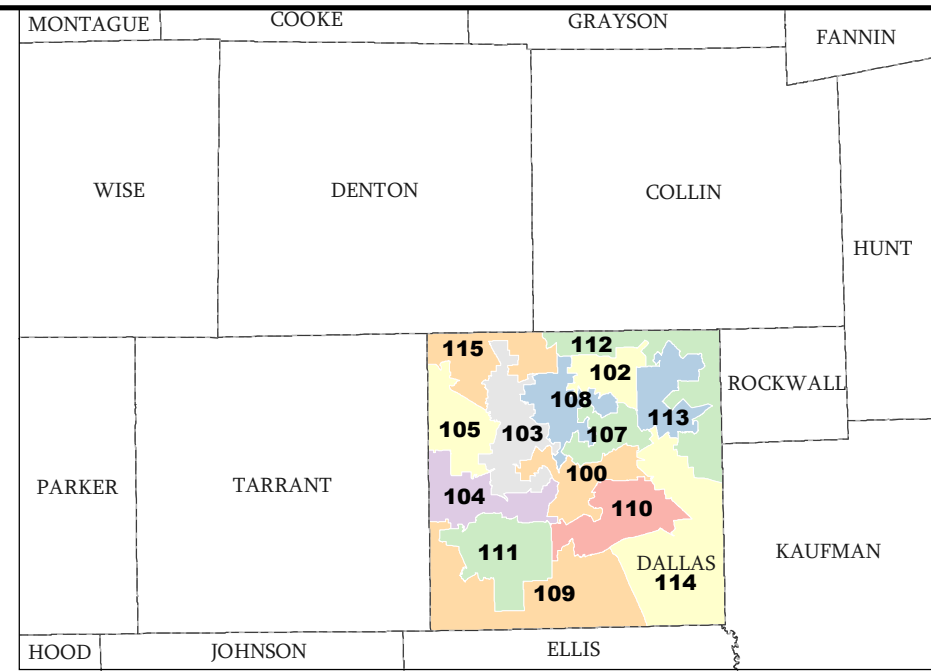 MONTAGUE
COOKE
GRAYSON
FANNIN
WISE
DENTON
COLLIN
HUNT
115
112
102
ROCKWALL
108
113
105
103
107
100
PARKER
TARRANT
104
110
KAUFMAN
111
DALLAS
114
109
HOOD
JOHNSON
ELLIS